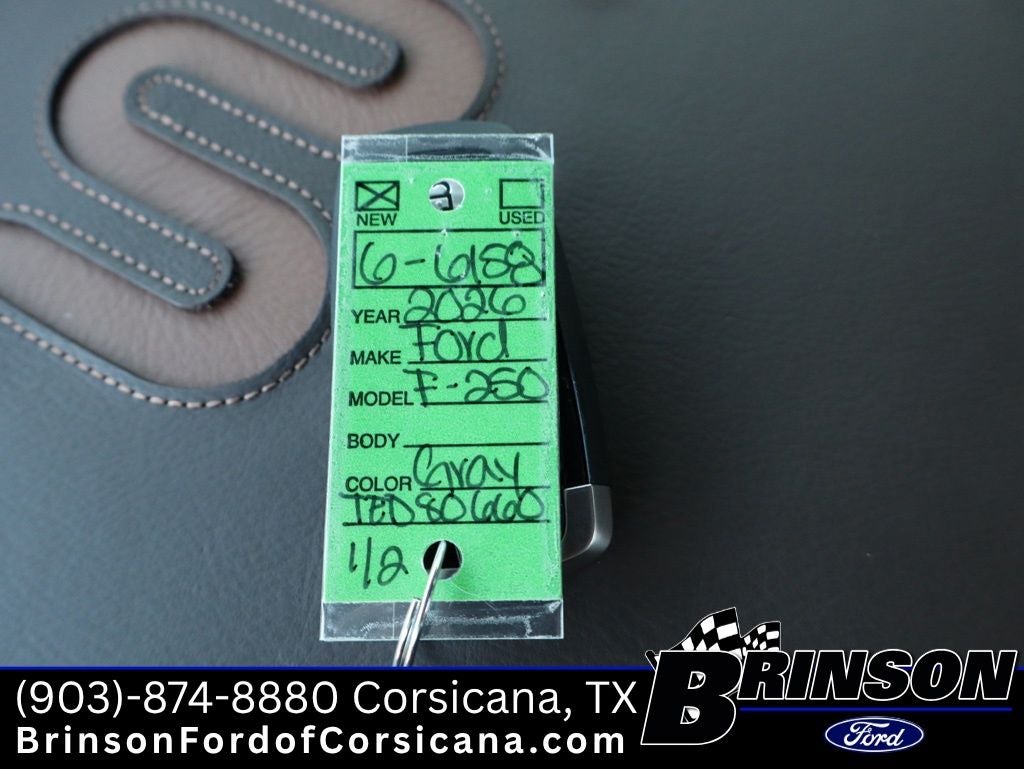 3
NEW USED
6-6188
YEAR 2026
MAKE Ford
MODEL F-250
BODY
COLOR Gray
TED80660
1/2
(903)-874-8880 Corsicana, TX
BrinsonFordofCorsicana.com
BRINSON
Ford